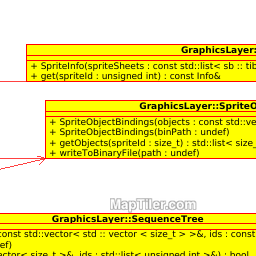 GraphicsLayer:
+ SpriteInfo(spriteSheets : const std::list< sb :: tib
+ get(spriteId : unsigned int) : const Info&
GraphicsLayer::SpriteO
+ SpriteObjectBindings(objects : const std::ve
+ SpriteObjectBindings(binPath : undef)
+ getObjects(spriteId : size_t) : std::list< size_
+ writeToBinaryFile(path : undef)
MapTiler.com
GraphicsLayer::SequenceTree
const std::vector< std :: vector < size_t > >&, ids : const
ef)
vector< size_t >&, ids : std::list< unsigned int >&) : bool